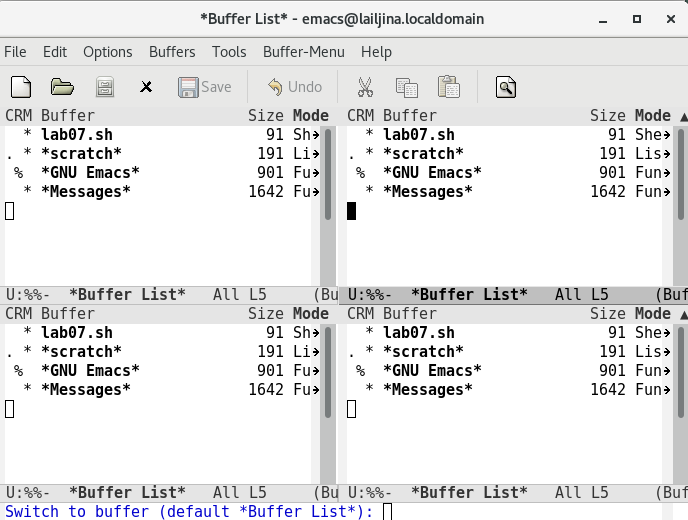 *Buffer List* - emacs@lailjina.localdomain
File Edit Options Buffers Tools Buffer-Menu Help
Save Undo
CRM Buffer Size Mode
* lab07.sh 91 Sh
. * *scratch* 191 Li
% *GNU Emacs* 901 Fu
* *Messages* 1642 Fu
U:%%- *Buffer List* All L5 (Bu
CRM Buffer Size Mode
* lab07.sh 91 She
. * *scratch* 191 Lis
% *GNU Emacs* 901 Fun
* *Messages* 1642 Fun
U:%%- *Buffer List* All L5 (Buf
CRM Buffer Size Mode
* lab07.sh 91 Sh
. * *scratch* 191 Li
% *GNU Emacs* 901 Fu
* *Messages* 1642 Fu
U:%%- *Buffer List* All L5 (Bu
CRM Buffer Size Mode
* lab07.sh 91 She
. * *scratch* 191 Lis
% *GNU Emacs* 901 Fun
* *Messages* 1642 Fun
U:%%- *Buffer List* All L5 (Buf
Switch to buffer (default *Buffer List*):